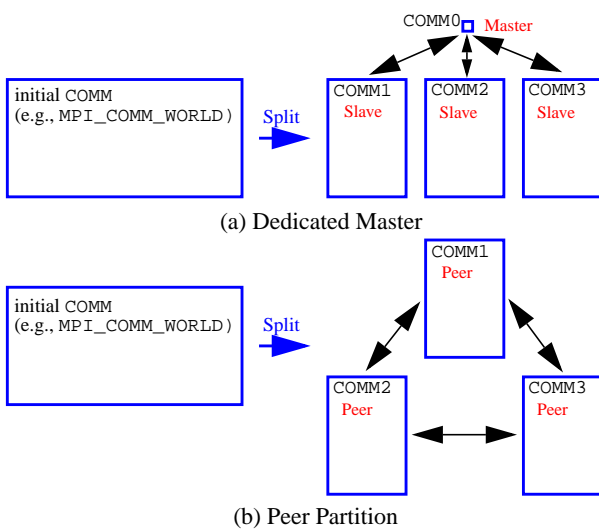 COMM0 Master
initial COMM
(e.g., MPI_COMM_WORLD)
Split
COMM1
Slave
COMM2
Slave
COMM3
Slave
(a) Dedicated Master
COMM1
Peer
initial COMM
(e.g., MPI_COMM_WORLD)
Split
COMM2
Peer
COMM3
Peer
(b) Peer Partition